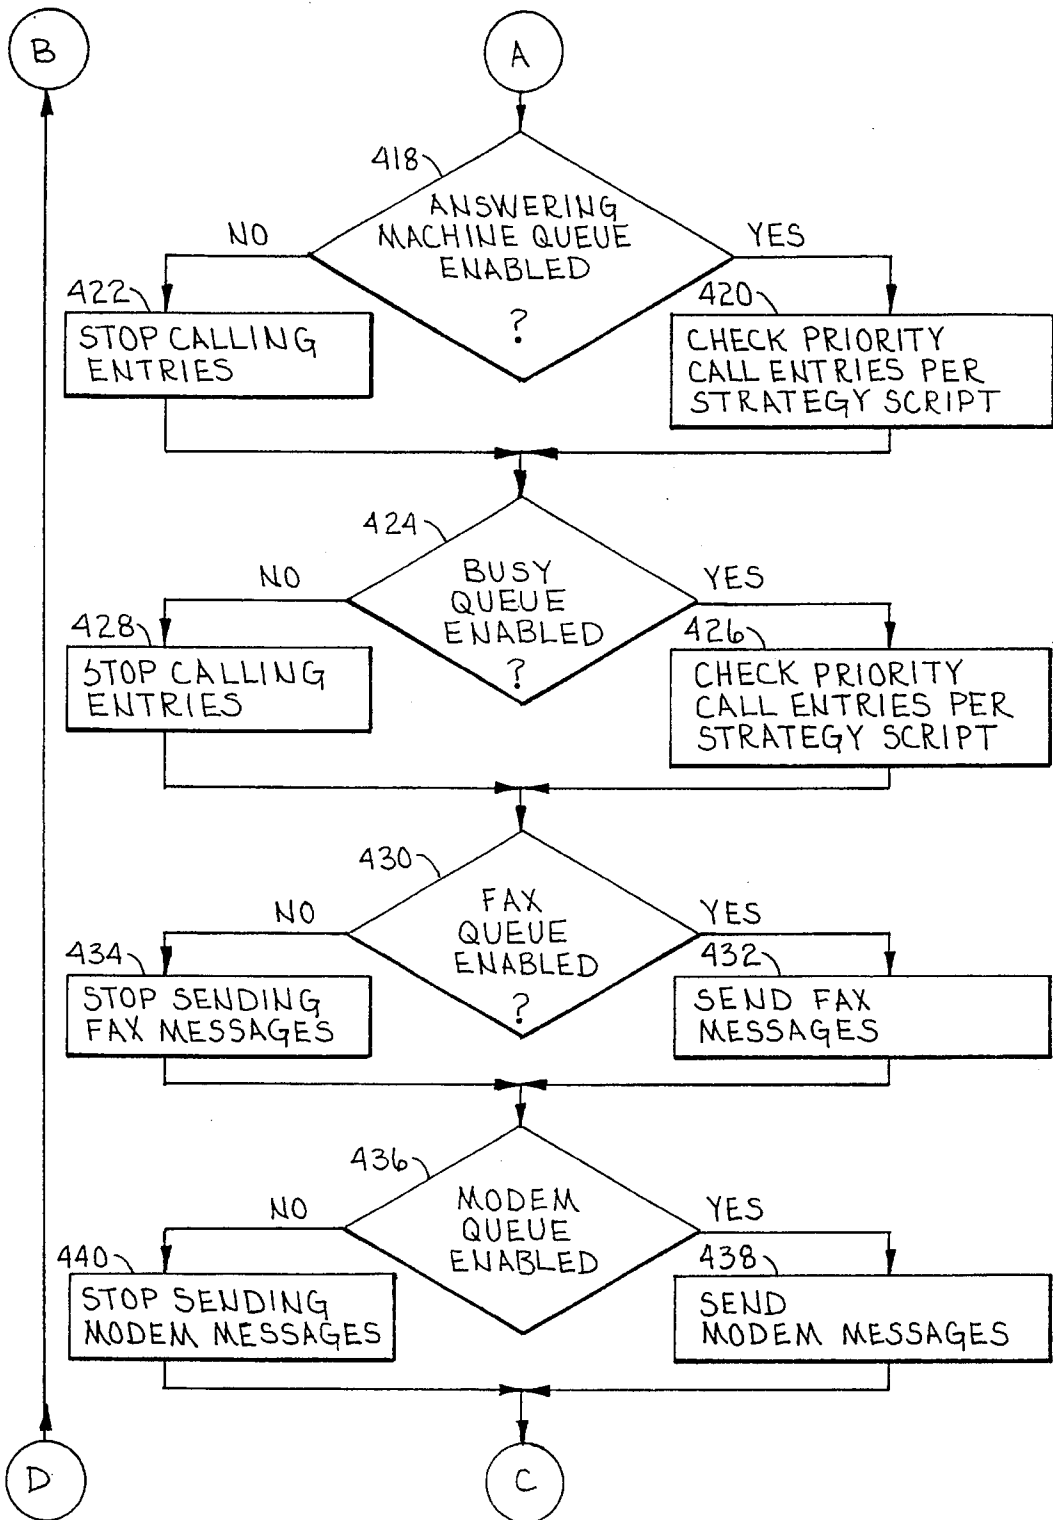 B
A
418
ANSWERING
MACHINE QUEUE
ENABLED
?
NO
YES
422
STOP CALLING
ENTRIES
420
CHECK PRIORITY
CALL ENTRIES PER
STRATEGY SCRIPT
424
BUSY
QUEUE
ENABLED
?
NO
YES
428
STOP CALLING
ENTRIES
426
CHECK PRIORITY
CALL ENTRIES PER
STRATEGY SCRIPT
430
FAX
QUEUE
ENABLED
?
NO
YES
434
STOP SENDING
FAX MESSAGES
432
SEND FAX
MESSAGES
436
MODEM
QUEUE
ENABLED
NO
YES
440
STOP SENDING
MODEM MESSAGES
438
SEND
MODEM MESSAGES
D
C